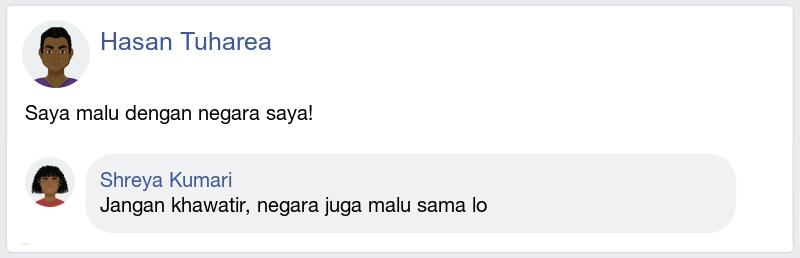 Hasan Tuharea
Saya malu dengan negara saya!
Shreya Kumari
Jangan khawatir, negara juga malu sama lo